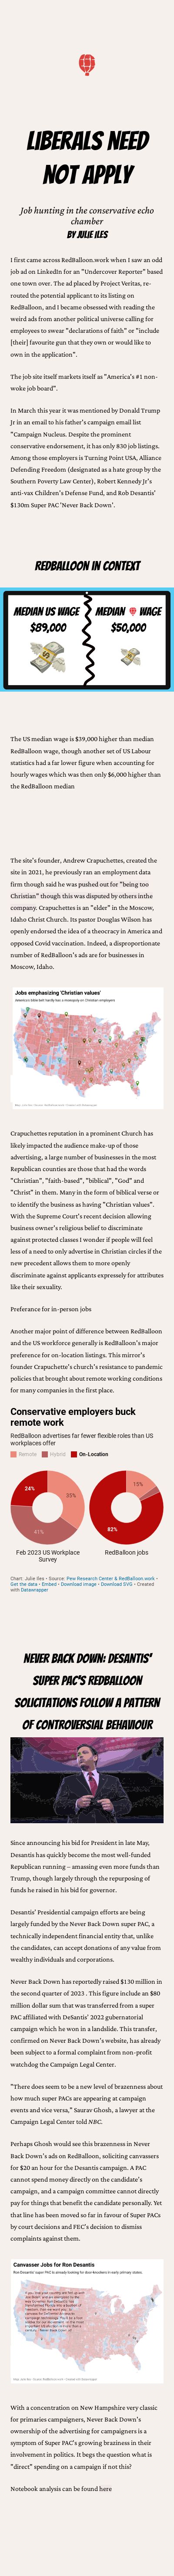 LIBERALS NEED
NOT APPLY
Job hunting in the conservative echo
chamber
BY JULIE ILES
I first came across RedBalloon.work when I saw an odd
job ad on LinkedIn for an "Undercover Reporter" based
one town over. The ad placed by Project Veritas, re-
routed the potential applicant to its listing on
RedBalloon, and I became obsessed with reading the
weird ads from another political universe calling for
employees to swear "declarations of faith" or "include
[their] favourite gun that they own or would like to
own in the application".
The job site itself markets itself as "America's #1 non-
woke job board".
In March this year it was mentioned by Donald Trump
Jr in an email to his father's campaign email list
"Campaign Nucleus. Despite the prominent
conservative endorsement, it has only 830 job listings.
Among those employers is Turning Point USA, Alliance
Defending Freedom (designated as a hate group by the
Southern Poverty Law Center), Robert Kennedy Jr's
anti-vax Children's Defense Fund, and Rob Desantis'
$130m Super PAC 'Never Back Down'.
REDBALLOON IN CONTEXT
MEDIAN US WAGE
$89,000
MEDIAN WAGE
$50,000
The US median wage is $39,000 higher than median
RedBalloon wage, though another set of US Labour
statistics had a far lower figure when accounting for
hourly wages which was then only $6,000 higher than
the RedBalloon median
The site's founder, Andrew Crapuchettes, created the
site in 2021, he previously ran an employment data
firm though said he was pushed out for "being too
Christian" though this was disputed by others inthe
company. Crapuchettes is an "elder" in the Moscow,
Idaho Christ Church. Its pastor Douglas Wilson has
openly endorsed the idea of a theocracy in America and
opposed Covid vaccination. Indeed, a disproportionate
number of RedBalloon's ads are for businesses in
Moscow, Idaho.
Jobs emphasizing 'Christian values'
America's bible belt hardly has a monopoly on Christian employers
Crapuchettes reputation in a prominent Church has
likely impacted the audience make-up of those
advertising, a large number of businesses in the most
Republican counties are those that had the words
"Christian", "faith-based", "biblical", "God" and
"Christ" in them. Many in the form of biblical verse or
to identify the business as having "Christian values".
With the Supreme Court's recent decision allowing
business owner's religious belief to discriminate
against protected classes I wonder if people will feel
less of a need to only advertise in Christian circles if the
new precedent allows them to more openly
discriminate against applicants expressely for attributes
like their sexuality.
Preferance for in-person jobs
Another major point of difference between RedBalloon
and the US workforce generally is RedBalloon's major
preference for on-location listings. This mirrors's
founder Crapuchette's church's resistance to pandemic
policies that brought about remote working conditions
for many companies in the first place.
Conservative employers buck
remote work
RedBalloon advertises far fewer flexible roles than US
workplaces offer
Remote Hybrid On-Location
24%
35%
41%
15%
82%
Feb 2023 US Workplace
Survey
RedBalloon jobs
Chart: Julie Iles • Source: Pew Research Center & RedBalloon.work •
Get the data • Embed • Download image • Download SVG • Created
with Datawrapper
NEVER BACK DOWN: DESANTIS'
SUPER PAC'S REDBALLOON
SOLICITATIONS FOLLOW A PATTERN
OF CONTROVERSIAL BEHAVIOUR
Since announcing his bid for President in late May,
Desantis has quickly become the most well-funded
Republican running – amassing even more funds than
Trump, though largely through the repurposing of
funds he raised in his bid for governor.
Desantis' Presidential campaign efforts are being
largely funded by the Never Back Down super PAC, a
technically independent financial entity that, unlike
the candidates, can accept donations of any value from
wealthy individuals and corporations.
Never Back Down has reportedly raised $130 million in
the second quarter of 2023 . This figure include an $80
million dollar sum that was transferred from a super
PAC affiliated with DeSantis' 2022 gubernatorial
campaign which he won in a landslide. This transfer,
confirmed on Never Back Down's website, has already
been subject to a formal complaint from non-profit
watchdog the Campaign Legal Center.
"There does seem to be a new level of brazenness about
how much super PACs are appearing at campaign
events and vice versa," Saurav Ghosh, a lawyer at the
Campaign Legal Center told NBC.
Perhaps Ghosh would see this brazenness in Never
Back Down's ads on RedBalloon, soliciting canvassers
for $20 an hour for the Desantis campaign. A PAC
cannot spend money directly on the candidate's
campaign, and a campaign committee cannot directly
pay for things that benefit the candidate personally. Yet
that line has been moved so far in favour of Super PACs
by court decisions and FEC's decision to dismiss
complaints against them.
Canvasser Jobs for Ron Desantis
With a concentration on New Hampshire very classic
for primaries campaigners, Never Back Down's
ownership of the advertising for campaigners is a
symptom of Super PAC's growing braziness in their
involvement in politics. It begs the question what is
"direct" spending on a campaign if not this?
Notebook analysis can be found here